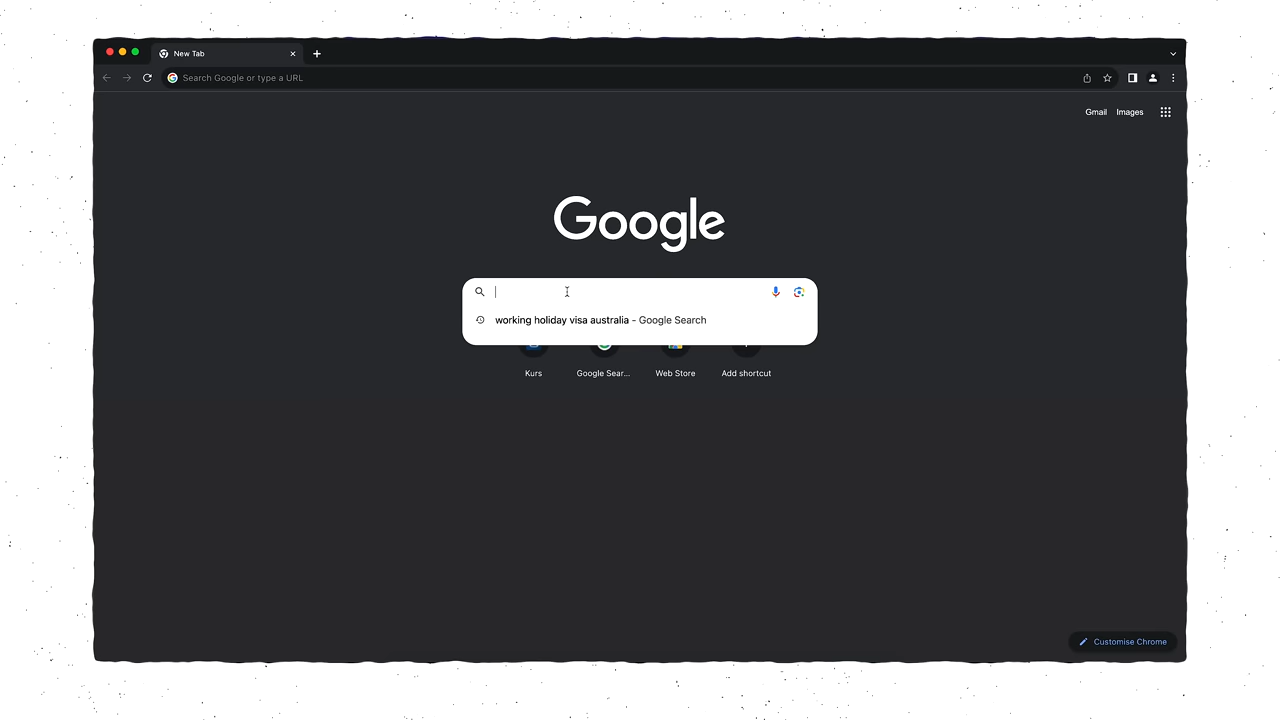 New Tab
Search Google or type a URL
Gmail Images
Google
working holiday visa australia - Google Search
Kurs Google Sear... Web Store Add shortcut
Customise Chrome